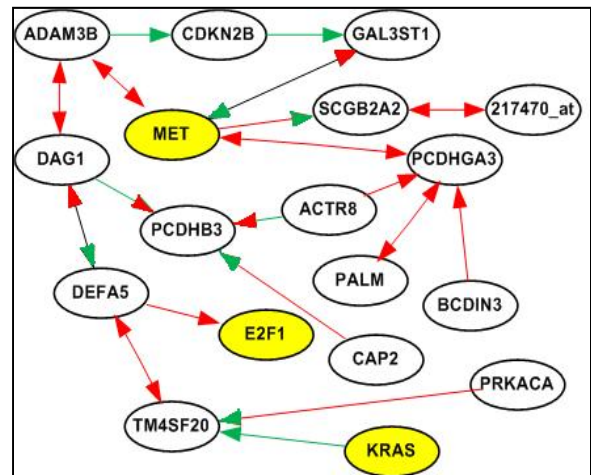 ADAM3B
CDKN2B
GAL3ST1
SCGB2A2
217470_at
MET
DAG1
PCDHGA3
ACTR8
PCDHB3
PALM
DEFA5
BCDIN3
E2F1
CAP2
PRKACA
TM4SF20
KRAS